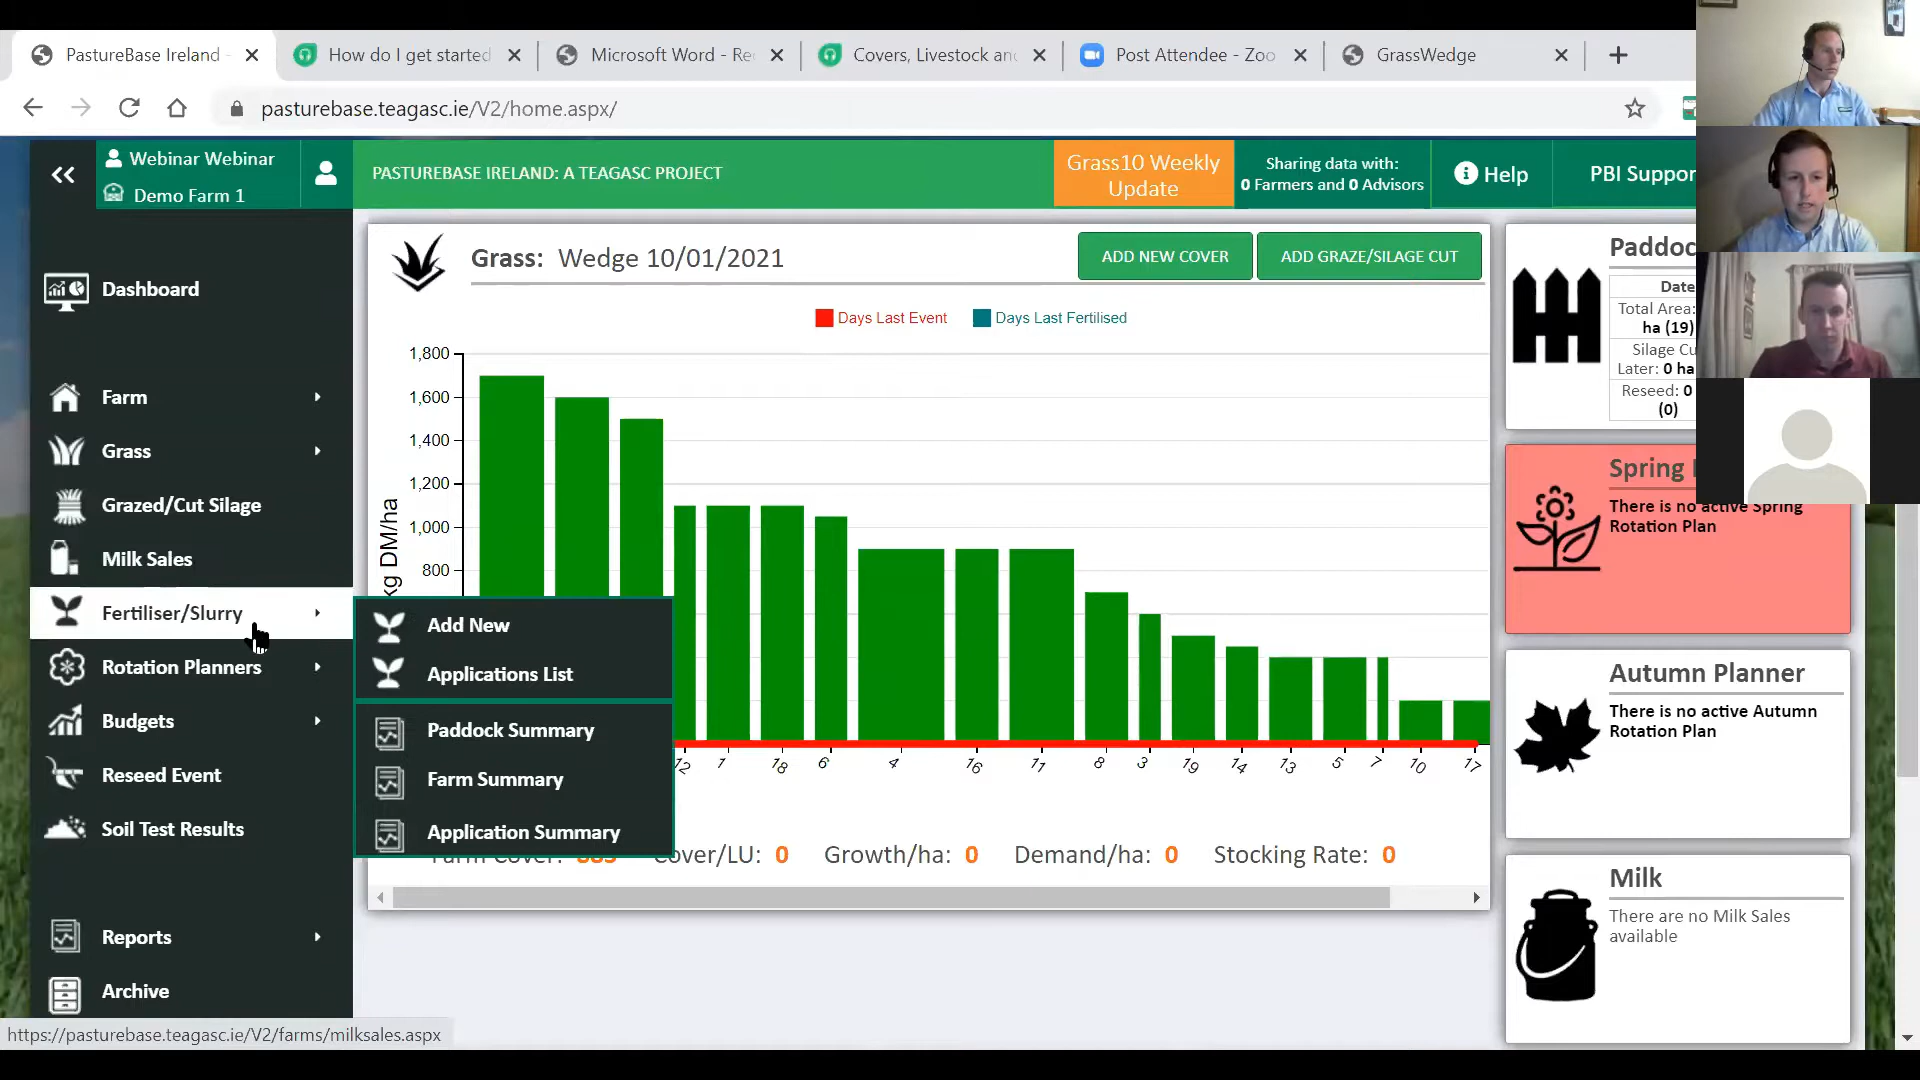 PastureBase Ireland -
How do I get started
Microsoft Word - Re
Covers, Livestock an
Post Attendee - Zoo
GrassWedge
pasturebase.teagasc.ie/V2/home.aspx/
Webinar Webinar
Demo Farm 1
PASTUREBASE IRELAND: A TEAGASC PROJECT
Grass10 Weekly
Update
Sharing data with:
0 Farmers and 0 Advisors
Help
PBI Suppor
Dashboard
Farm
Grass
Grazed/Cut Silage
Milk Sales
Fertiliser/Slurry
Rotation Planners
Budgets
Reseed Event
Soil Test Results
Reports
Archive
Add New
Applications List
Paddock Summary
Farm Summary
Application Summary
Grass: Wedge 10/01/2021
ADD NEW COVER
ADD GRAZE/SILAGE CUT
Days Last Event
Days Last Fertilised
kg DM/ha
1,800
1,600
1,400
1,200
1,000
800
12 1 18 6 4 16 11 8 3 19 14 13 5 7 10 17
Cover/LU: 0 Growth/ha: 0 Demand/ha: 0 Stocking Rate: 0
Paddoc
Date
Total Area:
ha (19)
Silage Cu
Later: 0 ha
Reseed: 0
(0)
Spring
There is no active Spring
Rotation Plan
Autumn Planner
There is no active Autumn
Rotation Plan
Milk
There are no Milk Sales
available
https://pasturebase.teagasc.ie/V2/farms/milksales.aspx